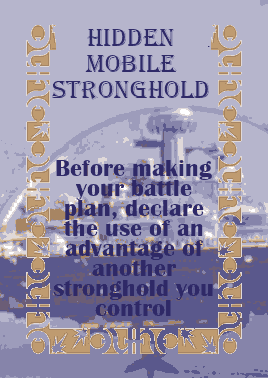 HIDDEN
MOBILE
STRONGHOLD
Before making
your battle
plan, declare
the use of an
advantage of
another
stronghold you
control